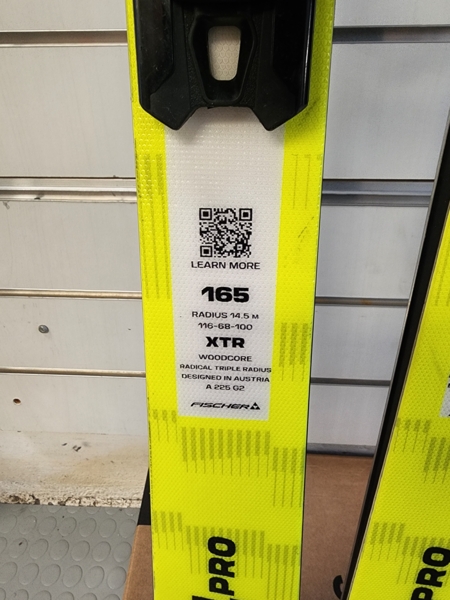 LEARN MORE
165
RADIUS 14.5 M
116-68-100
XTR
WOODCORE
RADICAL TRIPLE RADIUS
DESIGNED IN AUSTRIA
A 225 G2
FISCHER
PRO
PRO